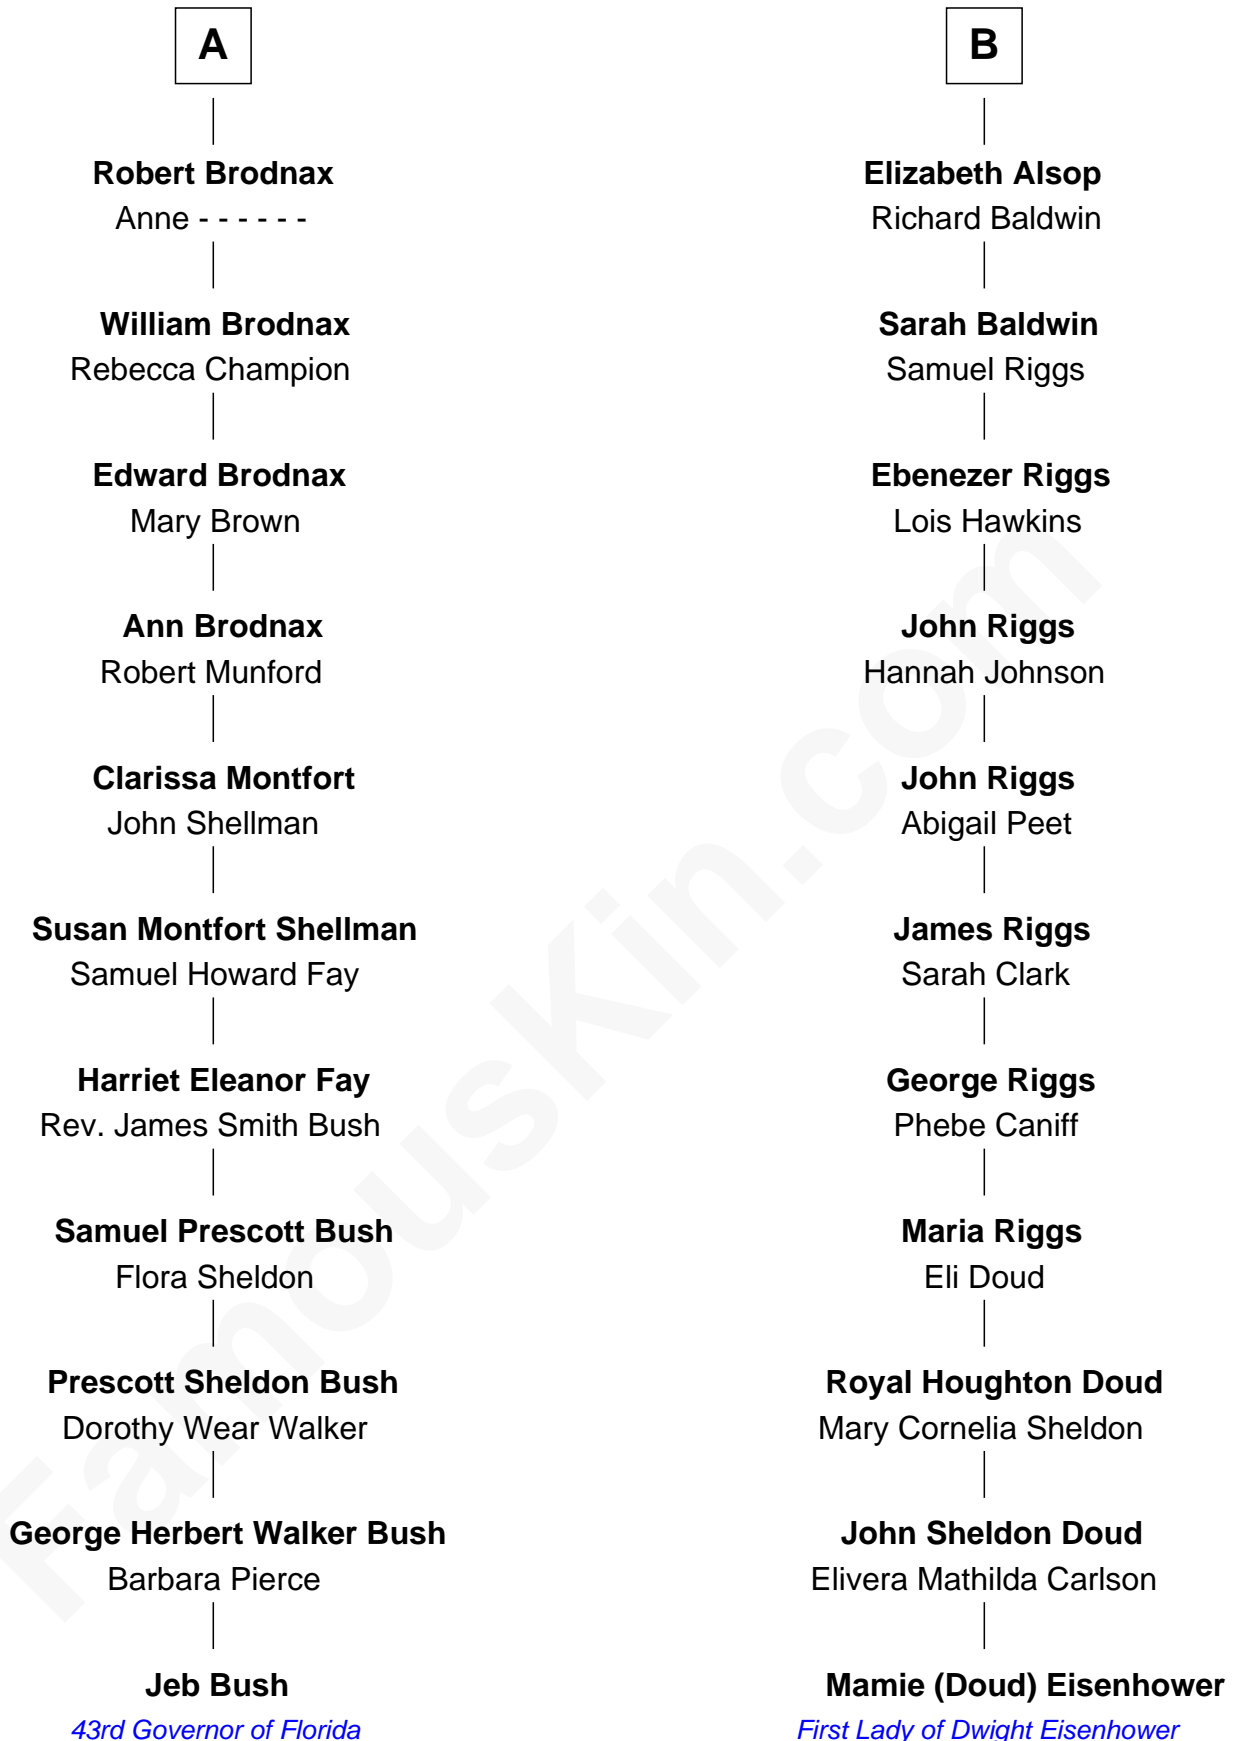 A
Robert Brodnax
Anne - - - - - -
William Brodnax
Rebecca Champion
Edward Brodnax
Mary Brown
Ann Brodnax
Robert Munford
Clarissa Montfort
John Shellman
Susan Montfort Shellman
Samuel Howard Fay
Harriet Eleanor Fay
Rev. James Smith Bush
Samuel Prescott Bush
Flora Sheldon
Prescott Sheldon Bush
Dorothy Wear Walker
George Herbert Walker Bush
Barbara Pierce
Jeb Bush
43rd Governor of Florida
B
Elizabeth Alsop
Richard Baldwin
Sarah Baldwin
Samuel Riggs
Ebenezer Riggs
Lois Hawkins
John Riggs
Hannah Johnson
John Riggs
Abigail Peet
James Riggs
Sarah Clark
George Riggs
Phebe Caniff
Maria Riggs
Eli Doud
Royal Houghton Doud
Mary Cornelia Sheldon
John Sheldon Doud
Elivera Mathilda Carlson
Mamie (Doud) Eisenhower
First Lady of Dwight Eisenhower
FamousKin.com